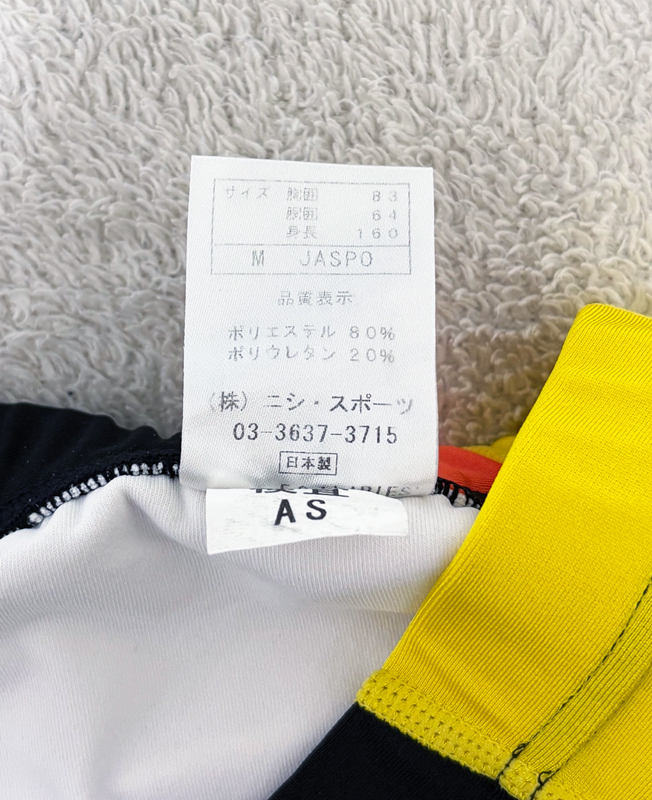 サイズ 胸囲 83
胴囲 64
身長 160
M JASPO
品質表示
ポリエステル 80%
ポリウレタン 20%
(株)ニシ・スポーツ
03-3637-3715
日本製
AS